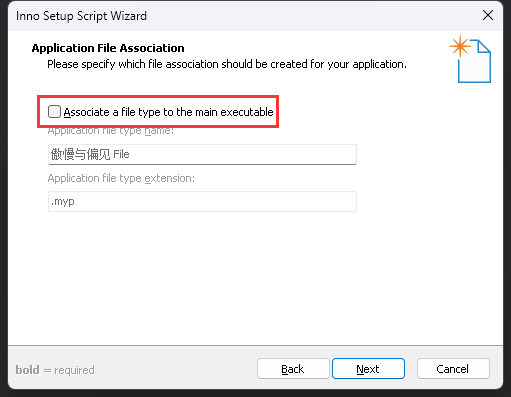 Inno Setup Script Wizard
Application File Association
Please specify which file association should be created for your application.
Associate a file type to the main executable
Application file type name:
傲慢与偏见 File
Application file type extension:
.myp
bold = required
Back
Next
Cancel